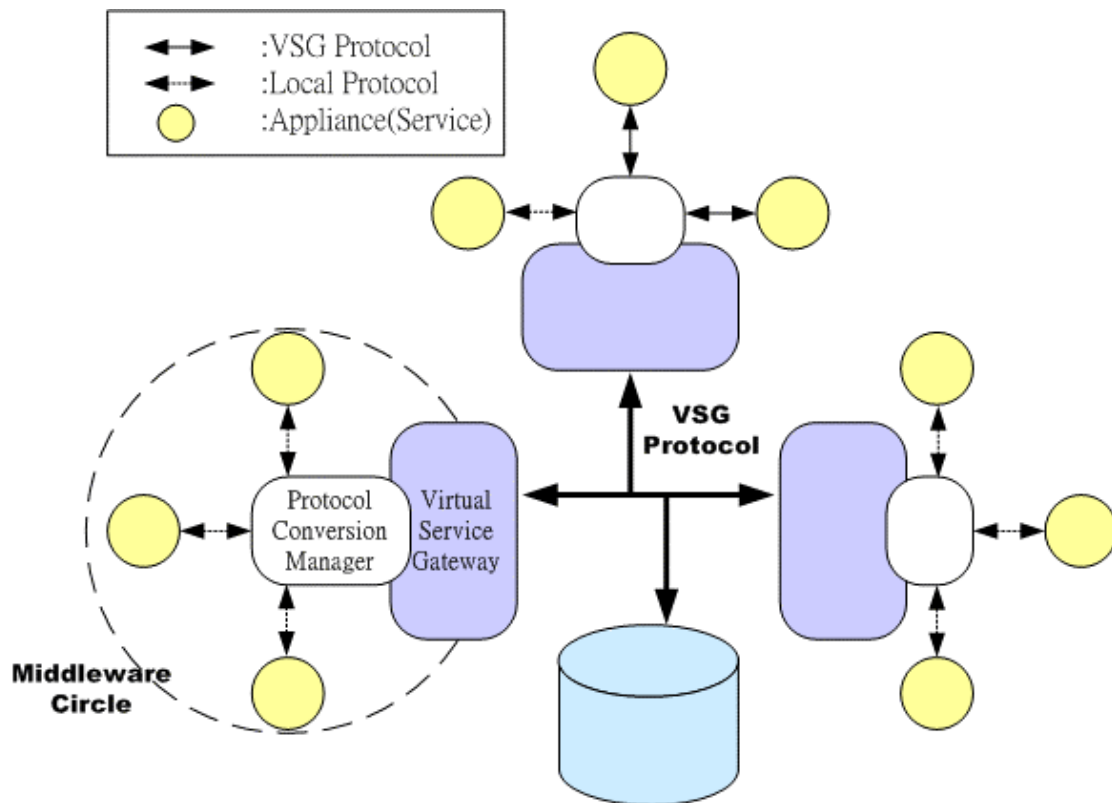 :VSG Protocol
:Local Protocol
:Appliance(Service)
VSG
Protocol
Protocol
Conversion
Manager
Virtual
Service
Gateway
Middleware
Circle